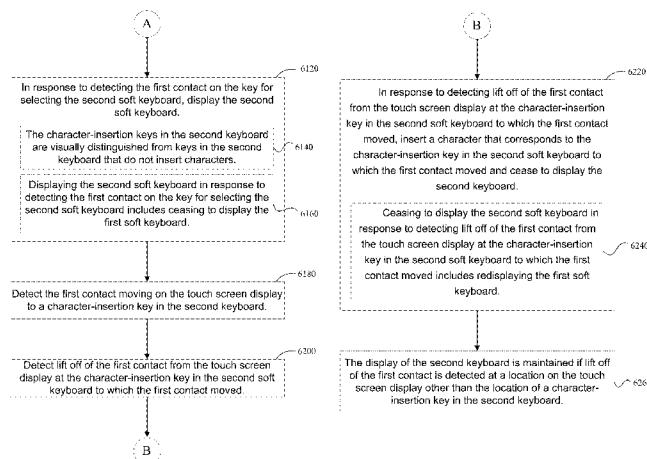 A
6120
In response to detecting the first contact on the key for
selecting the second soft keyboard, display the second
soft keyboard.
The character-insertion keys in the second keyboard
are visually distinguished from keys in the second
keyboard that do not insert characters.
6140
Displaying the second soft keyboard in response to
detecting the first contact on the key for selecting the
second soft keyboard includes ceasing to display the
first soft keyboard.
6160
6180
Detect the first contact moving on the touch screen display
to a character-insertion key in the second keyboard.
6200
Detect lift off of the first contact from the touch screen
display at the character-insertion key in the second soft
keyboard to which the first contact moved.
B
B
6220
In response to detecting lift off of the first contact
from the touch screen display at the character-insertion
key in the second soft keyboard to which the first contact
moved, insert a character that corresponds to the
character-insertion key in the second soft keyboard to
which the first contact moved and cease to display the
second keyboard.
Ceasing to display the second soft keyboard in
response to detecting lift off of the first contact from
the touch screen display at the character-insertion
key in the second soft keyboard to which the first
contact moved includes redisplaying the first soft
keyboard.
6240
The display of the second keyboard is maintained if lift off
of the first contact is detected at a location on the touch
screen display other than the location of a character-
insertion key in the second keyboard.
626